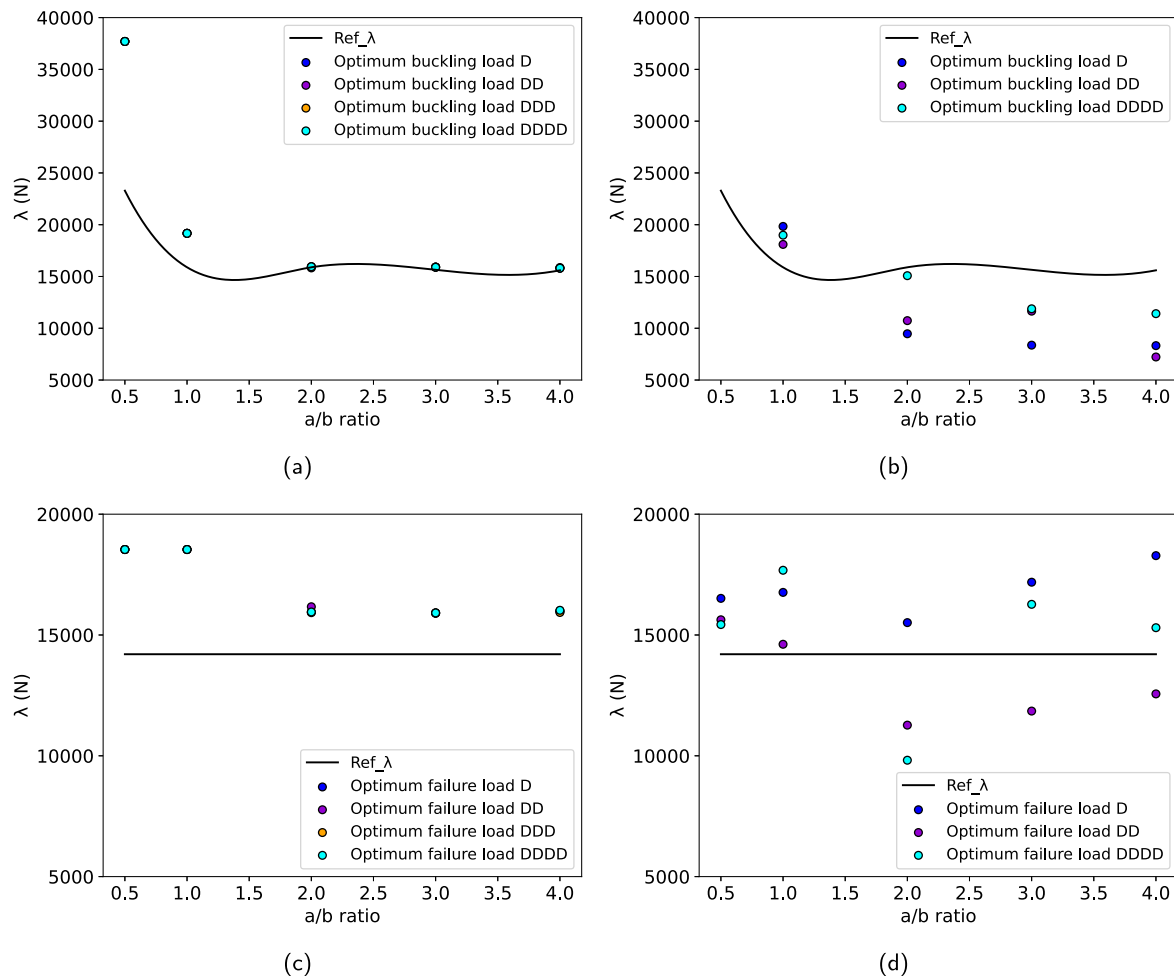 40000
35000
30000
25000
20000
15000
10000
5000
λ (N)
0.5 1.0 1.5 2.0 2.5 3.0 3.5 4.0
a/b ratio
Ref_λ
Optimum buckling load D
Optimum buckling load DD
Optimum buckling load DDD
Optimum buckling load DDDD
(a)
40000
35000
30000
25000
20000
15000
10000
5000
λ (N)
0.5 1.0 1.5 2.0 2.5 3.0 3.5 4.0
a/b ratio
Ref_λ
Optimum buckling load D
Optimum buckling load DD
Optimum buckling load DDDD
(b)
20000
15000
10000
5000
λ (N)
0.5 1.0 1.5 2.0 2.5 3.0 3.5 4.0
a/b ratio
Ref_λ
Optimum failure load D
Optimum failure load DD
Optimum failure load DDD
Optimum failure load DDDD
(c)
20000
15000
10000
5000
λ (N)
0.5 1.0 1.5 2.0 2.5 3.0 3.5 4.0
a/b ratio
Ref_λ
Optimum failure load D
Optimum failure load DD
Optimum failure load DDDD
(d)